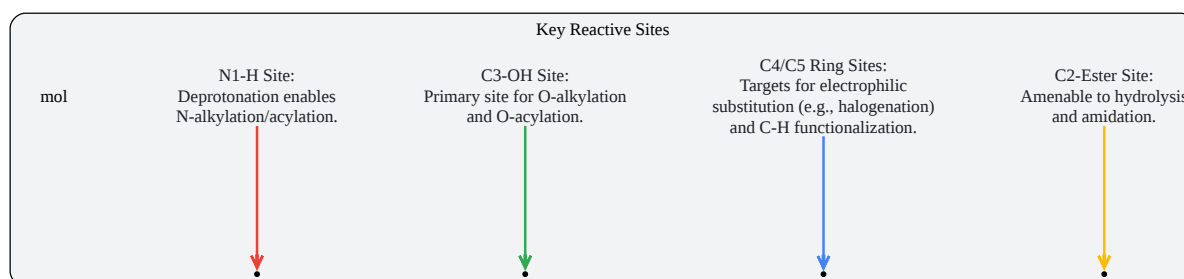 Key Reactive Sites
mol
N1-H Site:
Deprotonation enables
N-alkylation/acylation.
C3-OH Site:
Primary site for O-alkylation
and O-acylation.
C4/C5 Ring Sites:
Targets for electrophilic
substitution (e.g., halogenation)
and C-H functionalization.
C2-Ester Site:
Amenable to hydrolysis
and amidation.